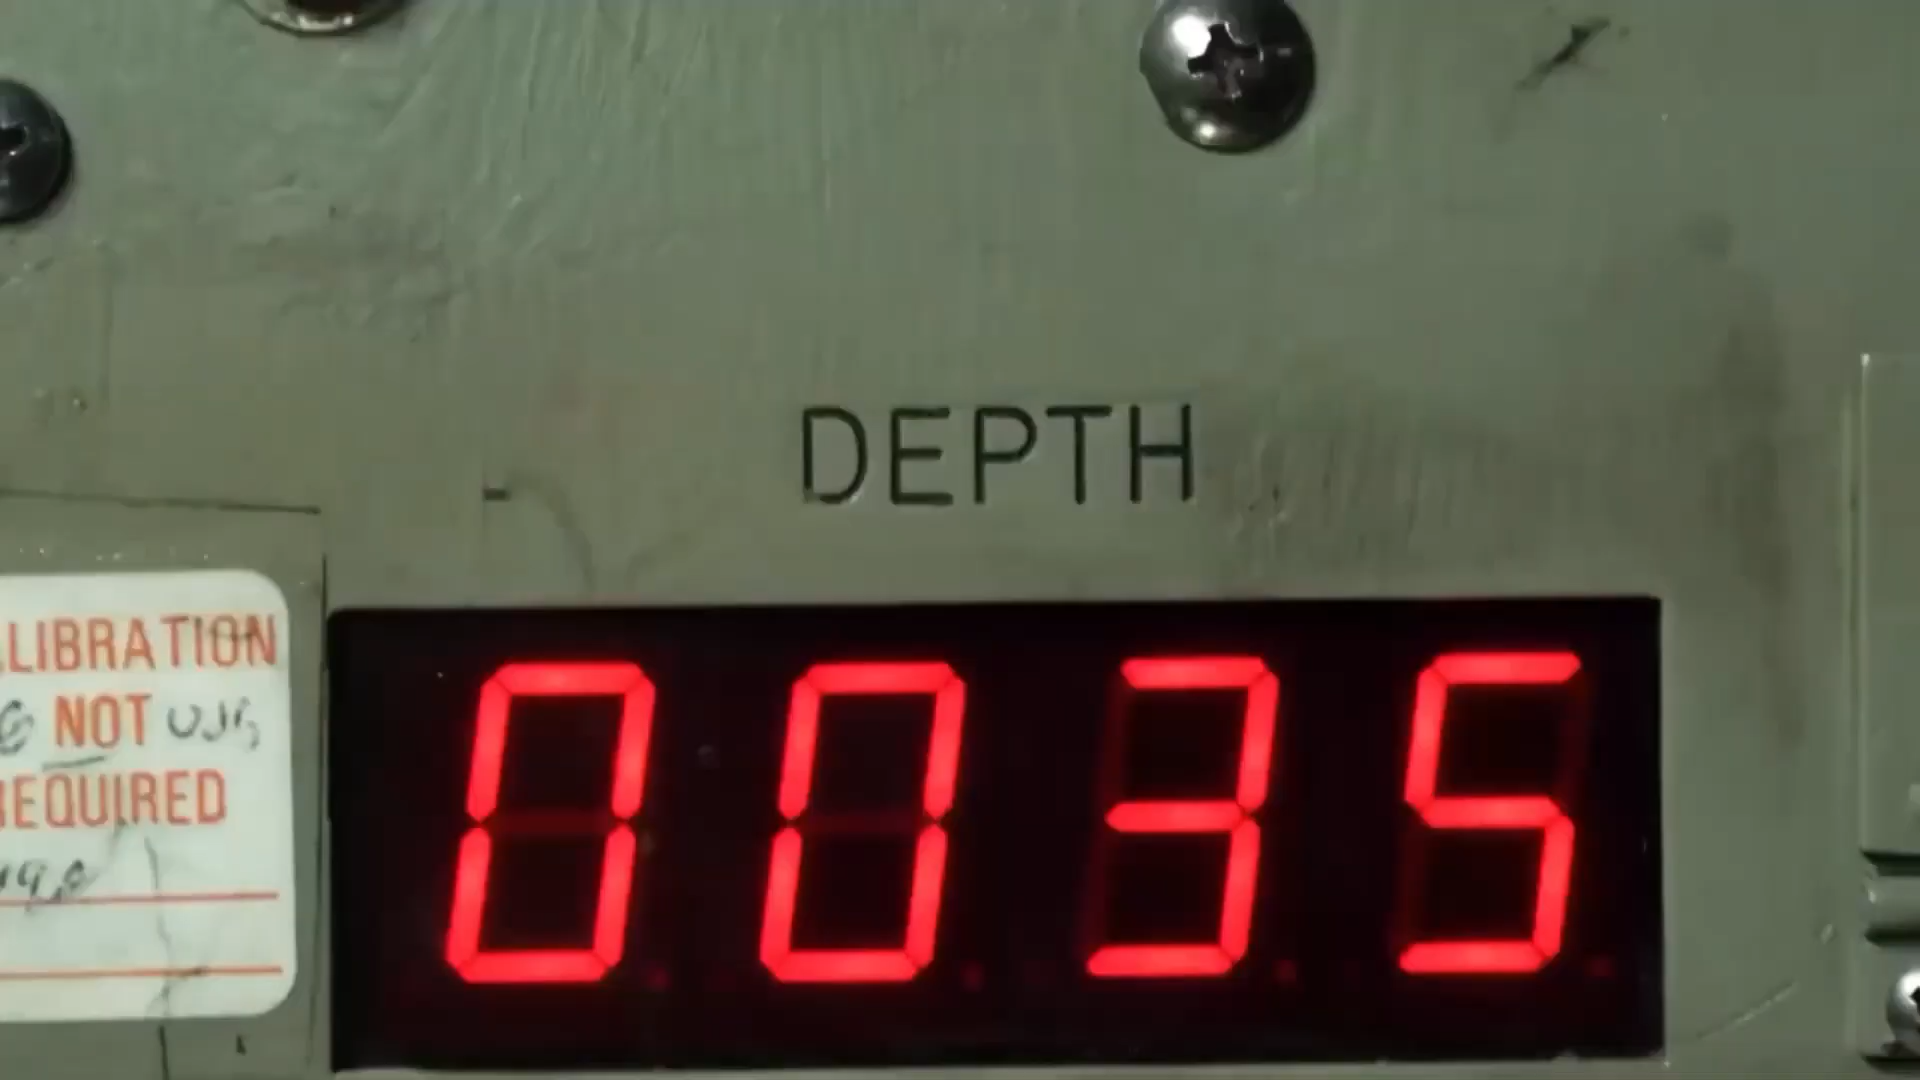 DEPTH
0035
LIBRATION
NOT
REQUIRED